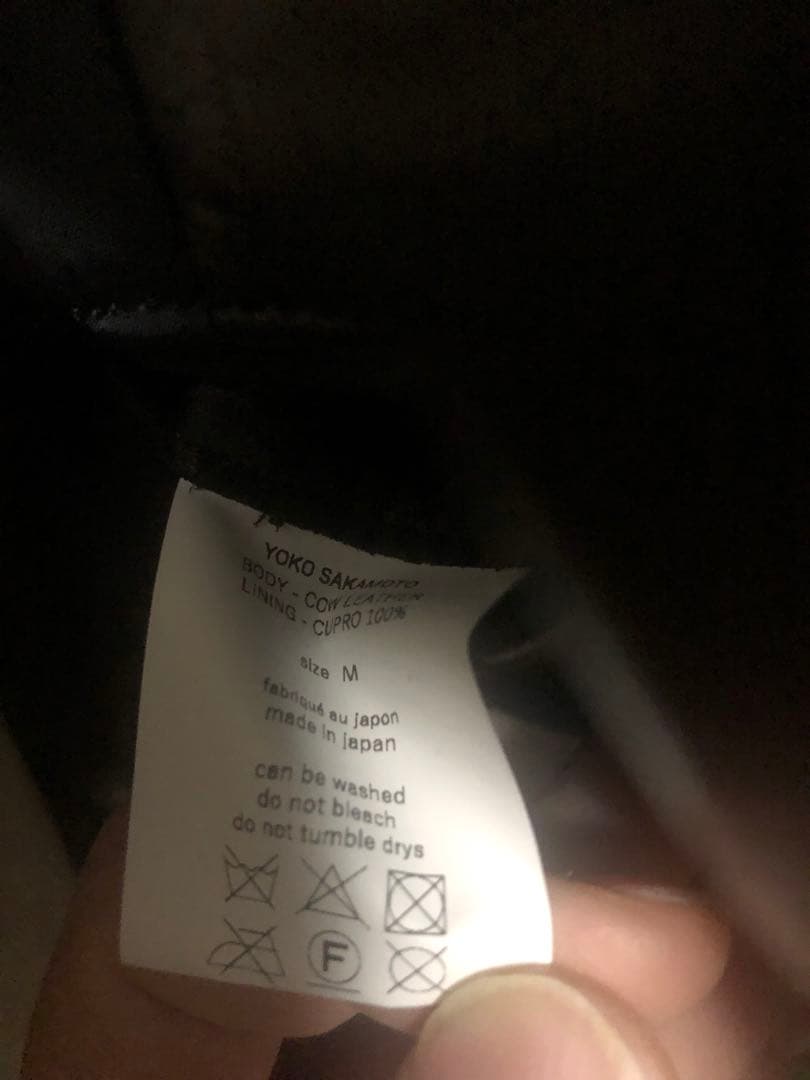 YOKO SAKAMOTO
BODY - COW LEATHER
LINING - CUPRO 100%
size M
fabriqué au japon
made in japan
can be washed
do not bleach
do not tumble drys
F